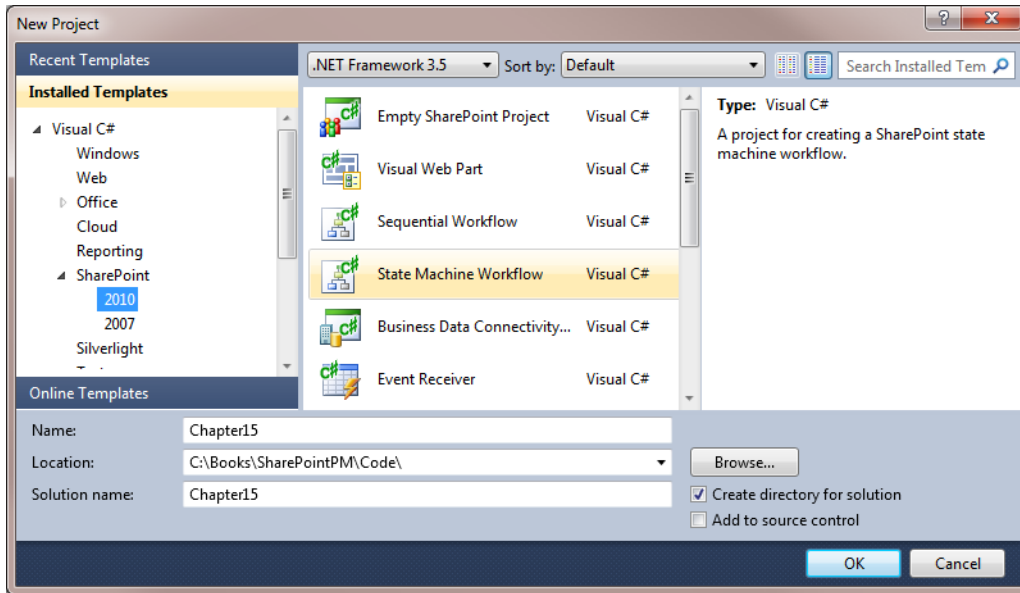 New Project
Recent Templates
.NET Framework 3.5 Sort by: Default Search Installed Tem
Installed Templates
Visual C#
Windows
Web
Office
Cloud
Reporting
SharePoint
2010
2007
Silverlight
Online Templates
C# Empty SharePoint Project Visual C#
C# Visual Web Part Visual C#
C# Sequential Workflow Visual C#
C# State Machine Workflow Visual C#
C# Business Data Connectivity... Visual C#
C# Event Receiver Visual C#
Type: Visual C#
A project for creating a SharePoint state
machine workflow.
Name: Chapter15
Location: C:\Books\SharePointPM\Code\ Browse...
Solution name: Chapter15 Create directory for solution
Add to source control
OK Cancel